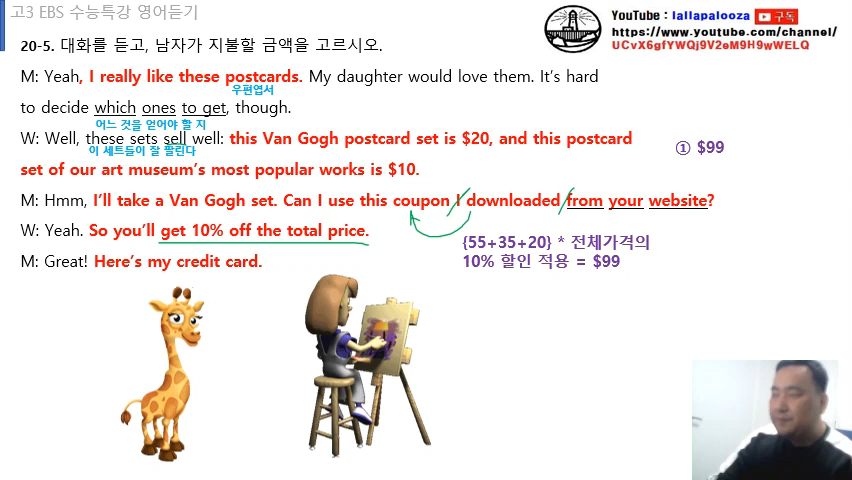 고3 EBS 수능특강 영어듣기
YouTube : lallapalooza 구독
https://www.youtube.com/channel/
UCvX6gfYWQj9V2eM9H9wWELQ
20-5. 대화를 듣고, 남자가 지불할 금액을 고르시오.
M: Yeah, I really like these postcards. My daughter would love them. It's hard
우편엽서
to decide which ones to get, though.
어느 것을 얻어야 할 지
W: Well, these sets sell well: this Van Gogh postcard set is $20, and this postcard
이 세트들이 잘 팔린다
① $99
set of our art museum's most popular works is $10.
M: Hmm, I'll take a Van Gogh set. Can I use this coupon I downloaded from your website?
W: Yeah. So you'll get 10% off the total price.
{55+35+20} * 전체가격의
M: Great! Here's my credit card.
10% 할인 적용 = $99